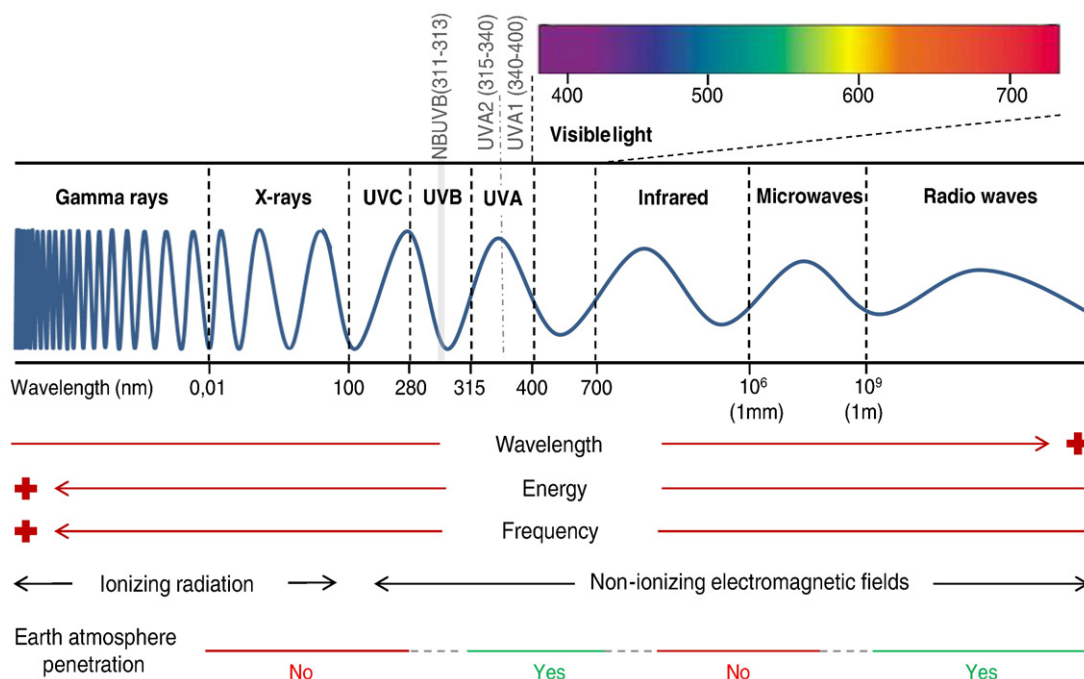 NBUVB(311-313)
UVA2 (315-340)
UVA1 (340-400)
400 500 600 700
Visible light
Gamma rays X-rays UVC UVB UVA Infrared Microwaves Radio waves
Wavelength (nm) 0,01 100 280 315 400 700 10⁶ 10⁹
(1mm) (1m)
Wavelength
Energy
Frequency
Ionizing radiation Non-ionizing electromagnetic fields
Earth atmosphere
penetration
No Yes No Yes